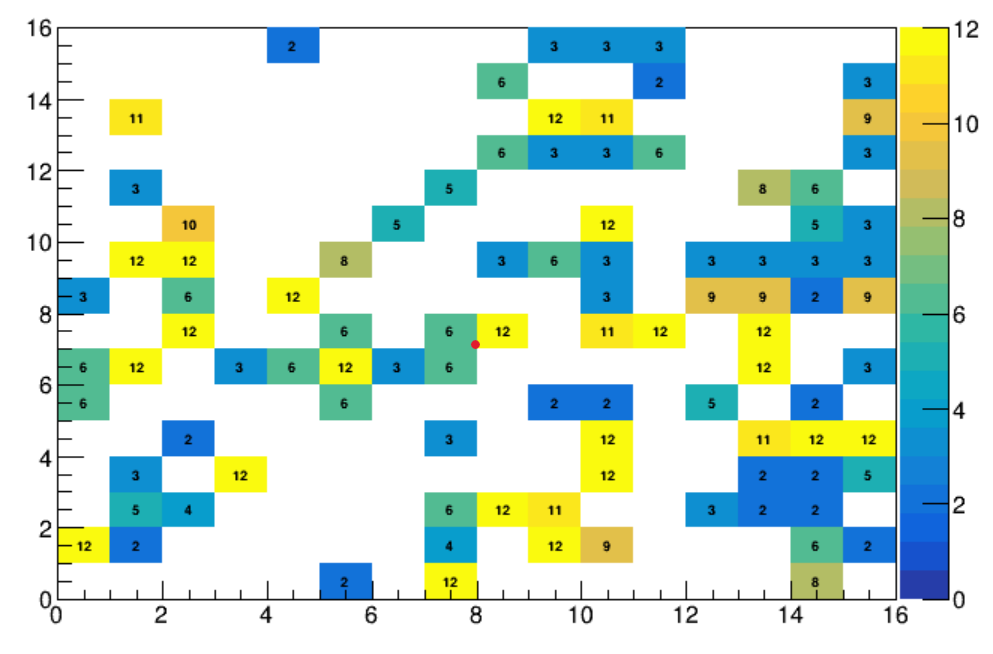 16 2 3 3 3 12
6 2 3
14
11 12 11 9
10
6 3 3 6 3
12
3 5 8 6
10 5 12 5 3
8
10
12 12 8 3 6 3 3 3 3 3
3 6 12 3 9 9 2 9
8
12 6 6 12 11 12 12
6
6 12 3 6 12 3 6 12 3
6
6 6 2 2 5 2
2 3 12 11 12 12
4
4
3 12 12 2 2 5
5 4 6 12 11 3 2 2
2
2
12 2 4 12 9 6 2
2 12 8
0 0
0 2 4 6 8 10 12 14 16